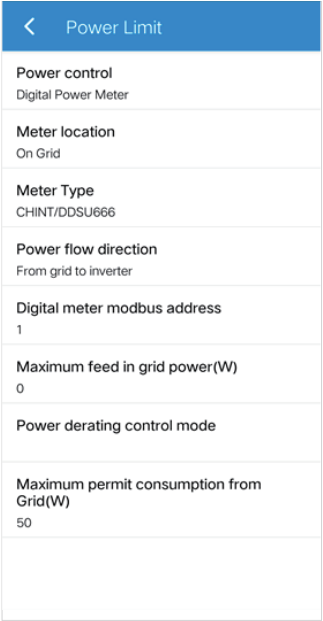 Power Limit
Power control
Digital Power Meter
Meter location
On Grid
Meter Type
CHINT/DDSU666
Power flow direction
From grid to inverter
Digital meter modbus address
1
Maximum feed in grid power(W)
0
Power derating control mode
Maximum permit consumption from
Grid(W)
50